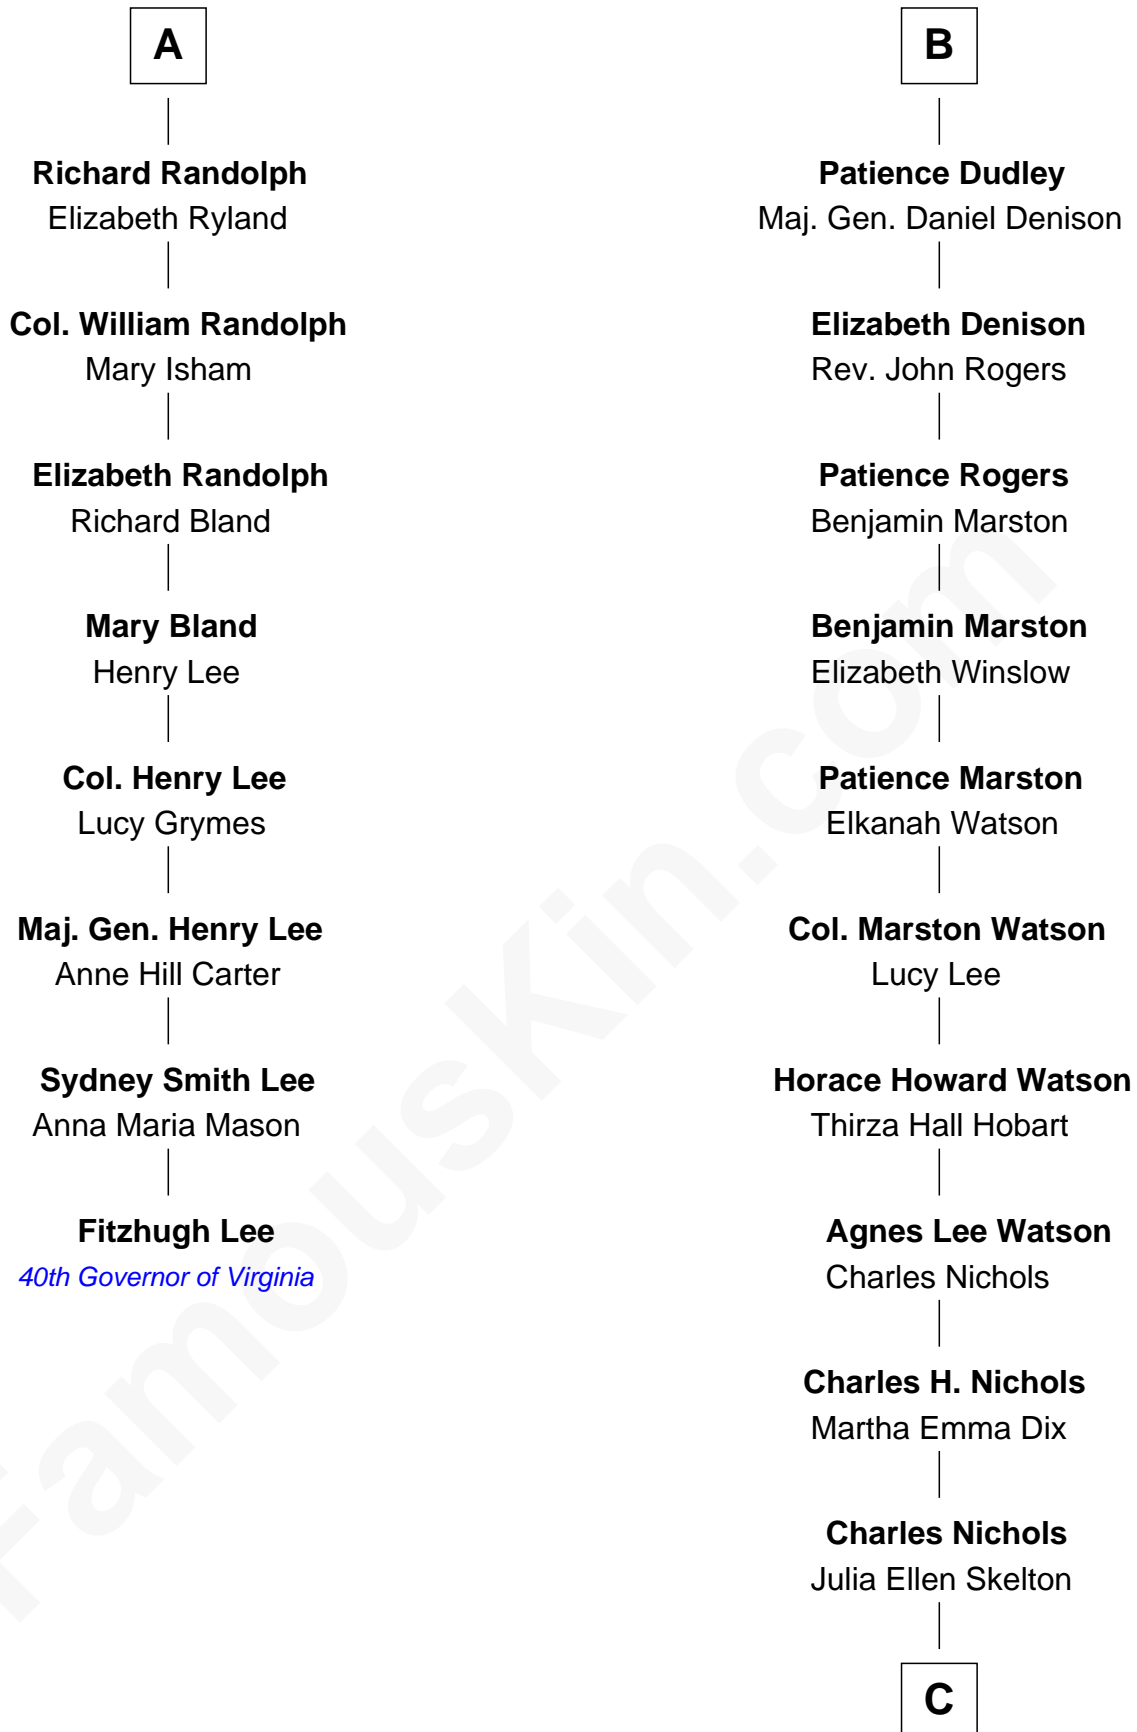 A
Richard Randolph
Elizabeth Ryland
Col. William Randolph
Mary Isham
Elizabeth Randolph
Richard Bland
Mary Bland
Henry Lee
Col. Henry Lee
Lucy Grymes
Maj. Gen. Henry Lee
Anne Hill Carter
Sydney Smith Lee
Anna Maria Mason
Fitzhugh Lee
40th Governor of Virginia
B
Patience Dudley
Maj. Gen. Daniel Denison
Elizabeth Denison
Rev. John Rogers
Patience Rogers
Benjamin Marston
Benjamin Marston
Elizabeth Winslow
Patience Marston
Elkanah Watson
Col. Marston Watson
Lucy Lee
Horace Howard Watson
Thirza Hall Hobart
Agnes Lee Watson
Charles Nichols
Charles H. Nichols
Martha Emma Dix
Charles Nichols
Julia Ellen Skelton
C
FamousKin.com